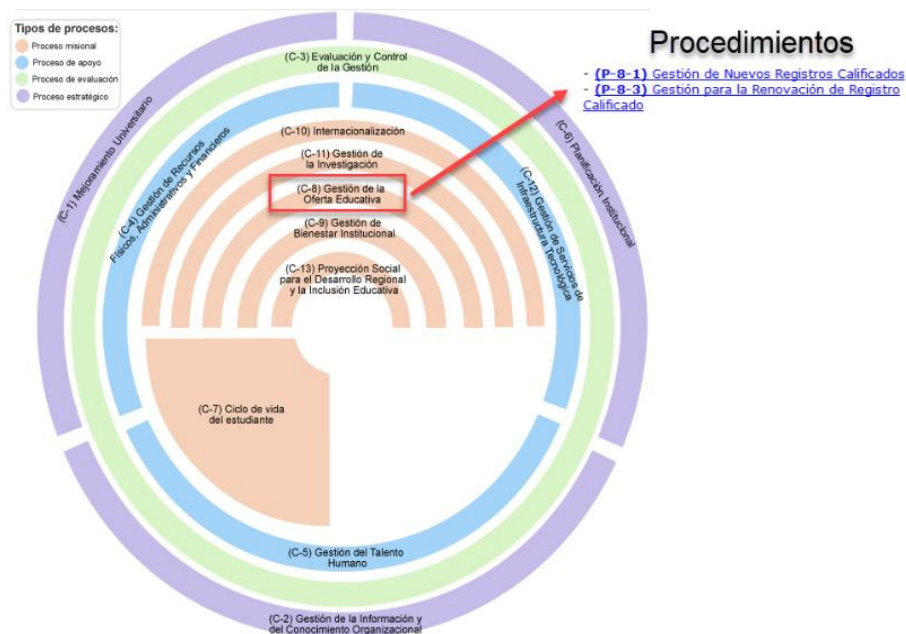 Tipos de procesos:
Proceso misional
Proceso de apoyo
Proceso de evaluación
Proceso estratégico
Procedimientos
- (P-8-1) Gestión de Nuevos Registros Calificados
- (P-8-3) Gestión para la Renovación de Registro
Calificado
(C-3) Evaluación y Control
de la Gestión
(C-1) Mejoramiento Universitario
(C-6) Planificación Institucional
(C-4) Gestión de Recursos
Físicos, Administrativos y Financieros
(C-12) Gestión de Servicios de
Infraestructura Tecnológica
(C-10) Internacionalización
(C-11) Gestión de
la Investigación
(C-8) Gestión de la
Oferta Educativa
(C-9) Gestión de
Bienestar Institucional
(C-13) Proyección Social
para el Desarrollo Regional
y la Inclusión Educativa
(C-7) Ciclo de vida
del estudiante
(C-5) Gestión del Talento
Humano
(C-2) Gestión de la Información y
del Conocimiento Organizacional